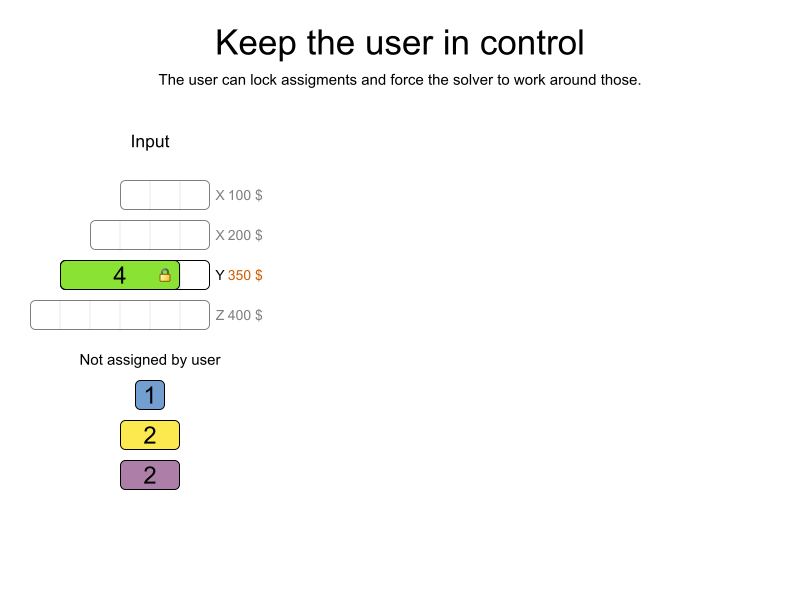 Keep the user in control
The user can lock assigments and force the solver to work around those.
Input
X 100 $
X 200 $
4 Y 350 $
Z 400 $
Not assigned by user
1
2
2